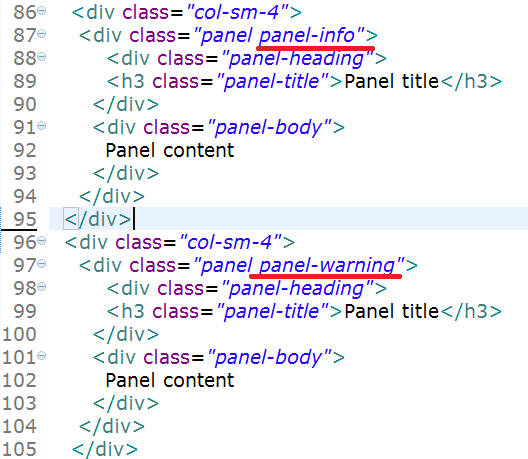 86 <div class="col-sm-4">
87 <div class="panel panel-info">
88 <div class="panel-heading">
89 <h3 class="panel-title">Panel title</h3>
90 </div>
91 <div class="panel-body">
92 Panel content
93 </div>
94 </div>
95 </div>
96 <div class="col-sm-4">
97 <div class="panel panel-warning">
98 <div class="panel-heading">
99 <h3 class="panel-title">Panel title</h3>
100 </div>
101 <div class="panel-body">
102 Panel content
103 </div>
104 </div>
105 </div>